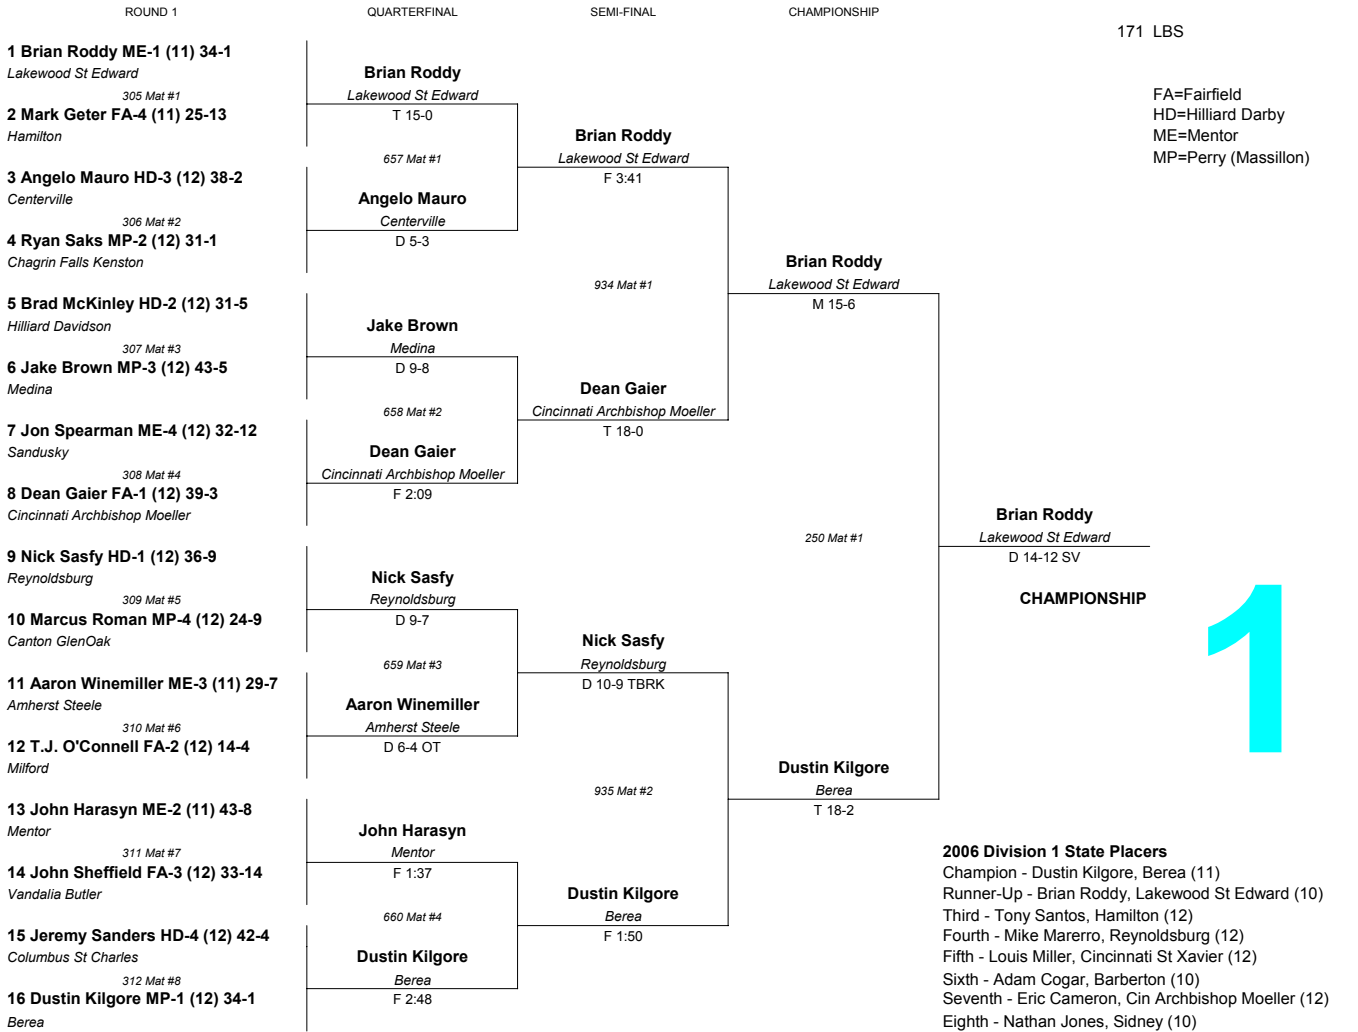 ROUND 1
QUARTERFINAL
SEMI-FINAL
CHAMPIONSHIP
171 LBS
FA=Fairfield
HD=Hilliard Darby
ME=Mentor
MP=Perry (Massillon)
1 Brian Roddy ME-1 (11) 34-1
Lakewood St Edward
305 Mat #1
2 Mark Geter FA-4 (11) 25-13
Hamilton
3 Angelo Mauro HD-3 (12) 38-2
Centerville
306 Mat #2
4 Ryan Saks MP-2 (12) 31-1
Chagrin Falls Kenston
5 Brad McKinley HD-2 (12) 31-5
Hilliard Davidson
307 Mat #3
6 Jake Brown MP-3 (12) 43-5
Medina
7 Jon Spearman ME-4 (12) 32-12
Sandusky
308 Mat #4
8 Dean Gaier FA-1 (12) 39-3
Cincinnati Archbishop Moeller
9 Nick Sasfy HD-1 (12) 36-9
Reynoldsburg
309 Mat #5
10 Marcus Roman MP-4 (12) 24-9
Canton GlenOak
11 Aaron Winemiller ME-3 (11) 29-7
Amherst Steele
310 Mat #6
12 T.J. O'Connell FA-2 (12) 14-4
Milford
13 John Harasyn ME-2 (11) 43-8
Mentor
311 Mat #7
14 John Sheffield FA-3 (12) 33-14
Vandalia Butler
15 Jeremy Sanders HD-4 (12) 42-4
Columbus St Charles
312 Mat #8
16 Dustin Kilgore MP-1 (12) 34-1
Berea
Brian Roddy
Lakewood St Edward
T 15-0
657 Mat #1
Angelo Mauro
Centerville
D 5-3
Jake Brown
Medina
D 9-8
658 Mat #2
Dean Gaier
Cincinnati Archbishop Moeller
F 2:09
Nick Sasfy
Reynoldsburg
D 9-7
659 Mat #3
Aaron Winemiller
Amherst Steele
D 6-4 OT
John Harasyn
Mentor
F 1:37
660 Mat #4
Dustin Kilgore
Berea
F 2:48
Brian Roddy
Lakewood St Edward
F 3:41
934 Mat #1
Dean Gaier
Cincinnati Archbishop Moeller
T 18-0
Nick Sasfy
Reynoldsburg
D 10-9 TBRK
935 Mat #2
Dustin Kilgore
Berea
F 1:50
Brian Roddy
Lakewood St Edward
M 15-6
250 Mat #1
Dustin Kilgore
Berea
T 18-2
Brian Roddy
Lakewood St Edward
D 14-12 SV
CHAMPIONSHIP
1
2006 Division 1 State Placers
Champion - Dustin Kilgore, Berea (11)
Runner-Up - Brian Roddy, Lakewood St Edward (10)
Third - Tony Santos, Hamilton (12)
Fourth - Mike Marerro, Reynoldsburg (12)
Fifth - Louis Miller, Cincinnati St Xavier (12)
Sixth - Adam Cogar, Barberton (10)
Seventh - Eric Cameron, Cin Archbishop Moeller (12)
Eighth - Nathan Jones, Sidney (10)